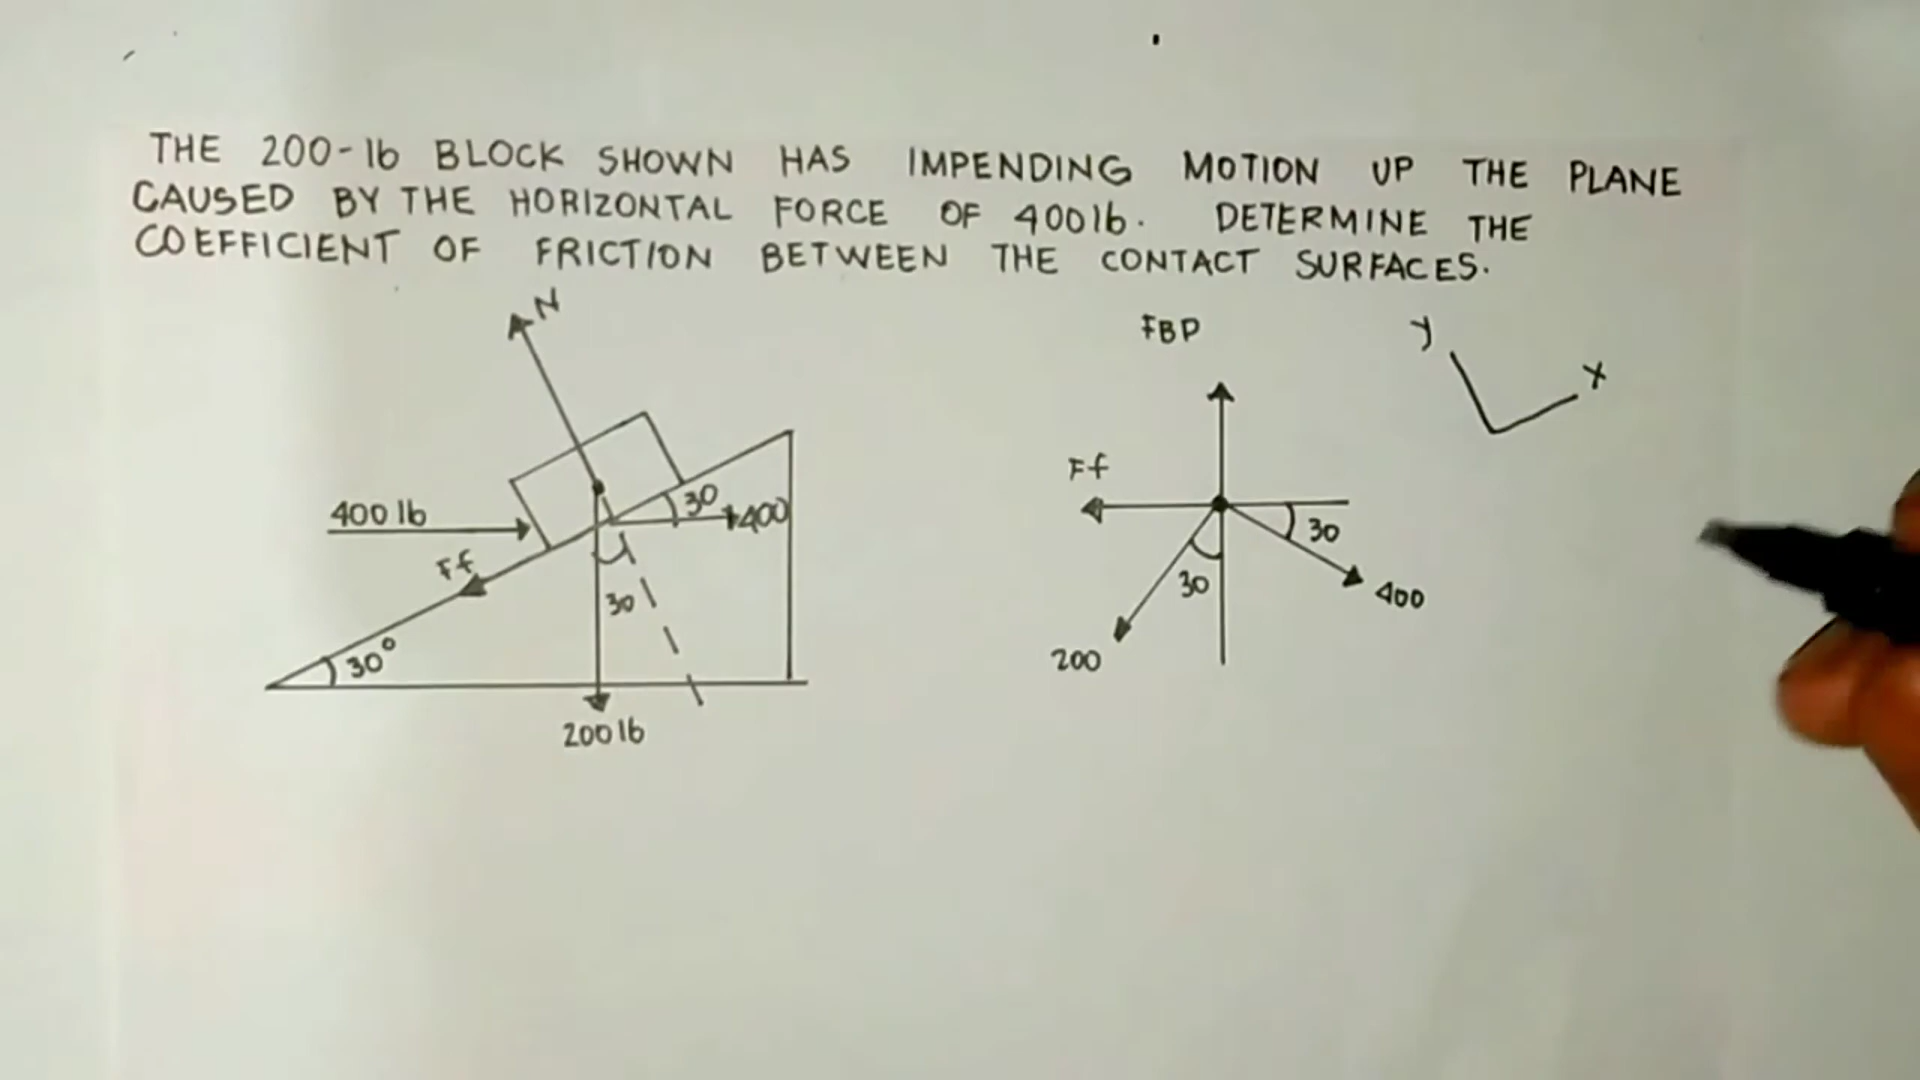 THE 200-lb BLOCK SHOWN HAS IMPENDING MOTION UP THE PLANE
CAUSED BY THE HORIZONTAL FORCE OF 400lb. DETERMINE THE
COEFFICIENT OF FRICTION BETWEEN THE CONTACT SURFACES.
N
400 lb
30
400
Ff
30
30°
200 lb
FBD
y
x
Ff
30
30
400
200